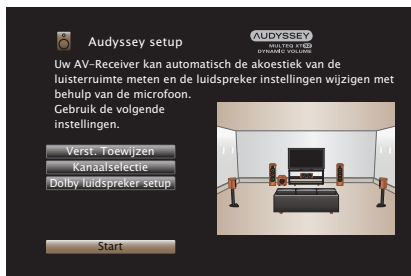 Audyssey setup
AUDYSSEY
MULTEQ XT32
DYNAMIC VOLUME
Uw AV-Receiver kan automatisch de akoestiek van de
luisterruimte meten en de luidspreker instellingen wijzigen met
behulp van de microfoon.
Gebruik de volgende
instellingen.
Verst. Toewijzen
Kanaalselectie
Dolby luidspreker setup
Start